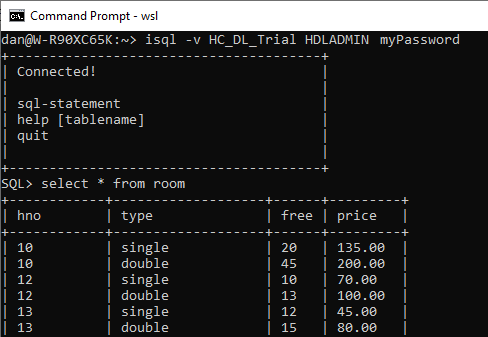 Command Prompt - wsl
dan@W-R90XC65K:~> isql -v HC_DL_Trial HDLADMIN myPassword
+---------------------------------------+
| Connected!                            |
|                                       |
| sql-statement                         |
| help [tablename]                      |
| quit                                  |
|                                       |
+---------------------------------------+
SQL> select * from room
+------------+-------------------+------+---------+
| hno        | type              | free | price   |
+------------+-------------------+------+---------+
| 10         | single            | 20   | 135.00  |
| 10         | double            | 45   | 200.00  |
| 12         | single            | 10   | 70.00   |
| 12         | double            | 13   | 100.00  |
| 13         | single            | 12   | 45.00   |
| 13         | double            | 15   | 80.00   |